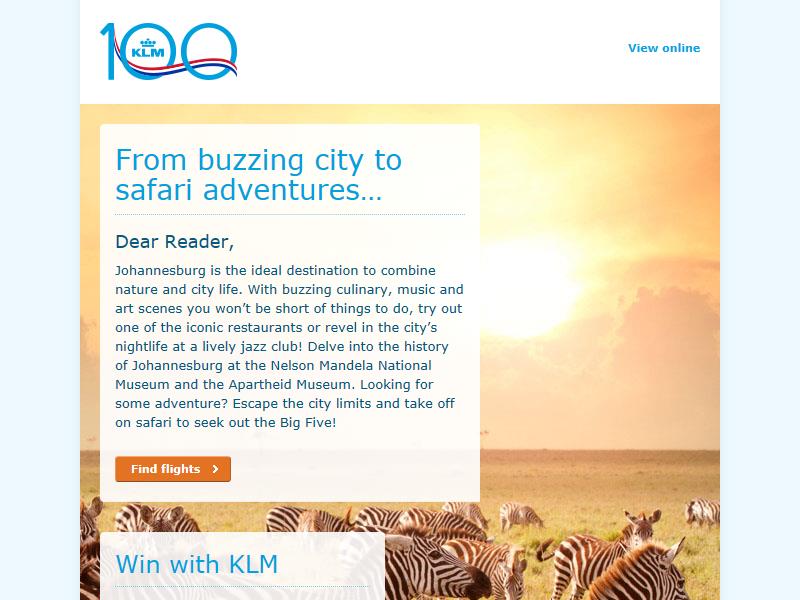 100
KLM
View online
From buzzing city to
safari adventures…
Dear Reader,
Johannesburg is the ideal destination to combine
nature and city life. With buzzing culinary, music and
art scenes you won’t be short of things to do, try out
one of the iconic restaurants or revel in the city’s
nightlife at a lively jazz club! Delve into the history
of Johannesburg at the Nelson Mandela National
Museum and the Apartheid Museum. Looking for
some adventure? Escape the city limits and take off
on safari to seek out the Big Five!
Find flights
Win with KLM